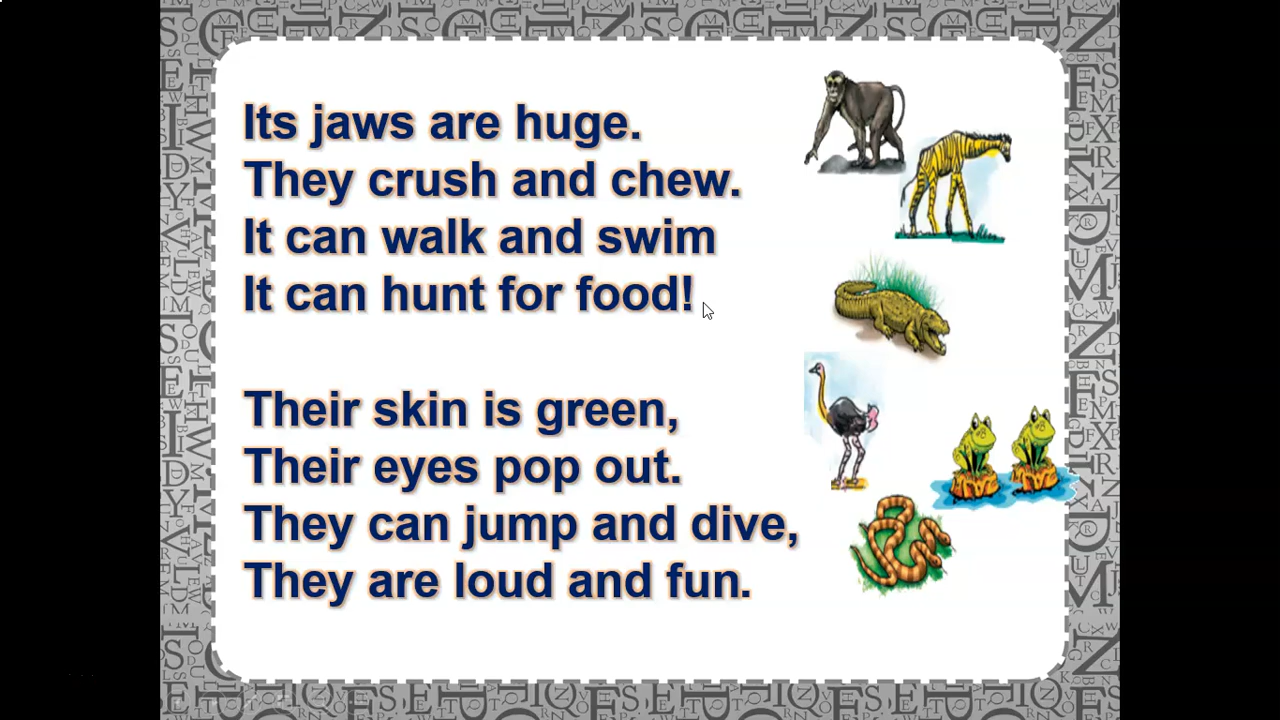 Its jaws are huge.
They crush and chew.
It can walk and swim
It can hunt for food!
Their skin is green,
Their eyes pop out.
They can jump and dive,
They are loud and fun.